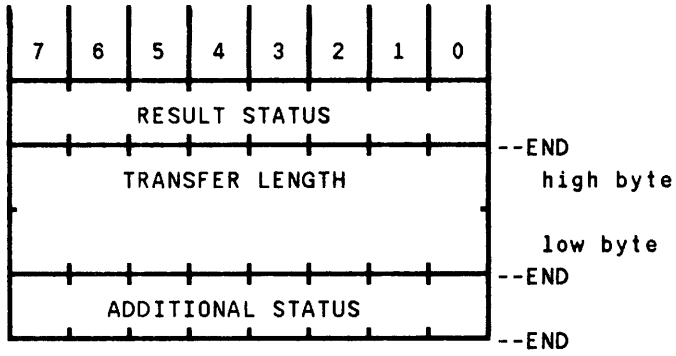 7 6 5 4 3 2 1 0
RESULT STATUS
--END
TRANSFER LENGTH high byte
low byte
--END
ADDITIONAL STATUS
--END